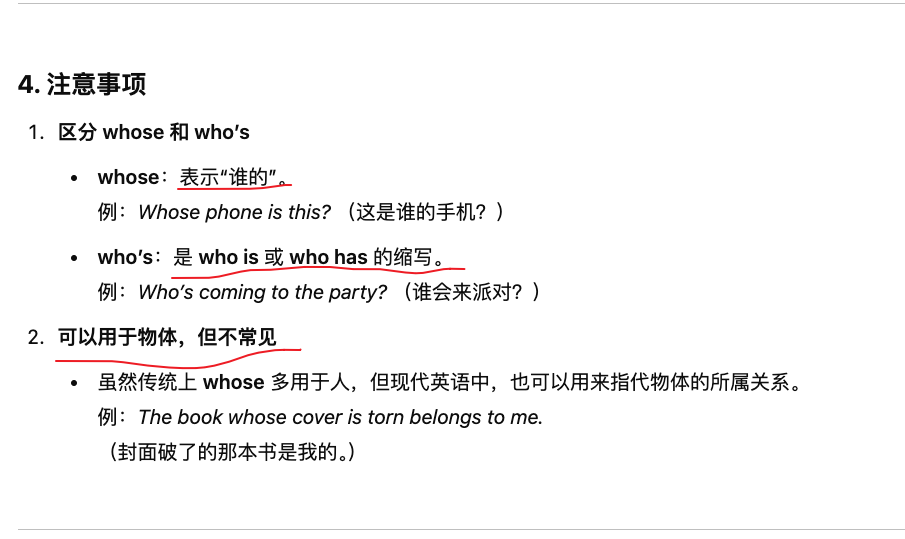 4. 注意事项
1. 区分 whose 和 who’s
• whose：表示“谁的”。
例：Whose phone is this? （这是谁的手机？）
• who’s：是 who is 或 who has 的缩写。
例：Who’s coming to the party? （谁会来派对？）
2. 可以用于物体，但不常见
• 虽然传统上 whose 多用于人，但现代英语中，也可以用来指代物体的所属关系。
例：The book whose cover is torn belongs to me.
（封面破了的那本书是我的。）